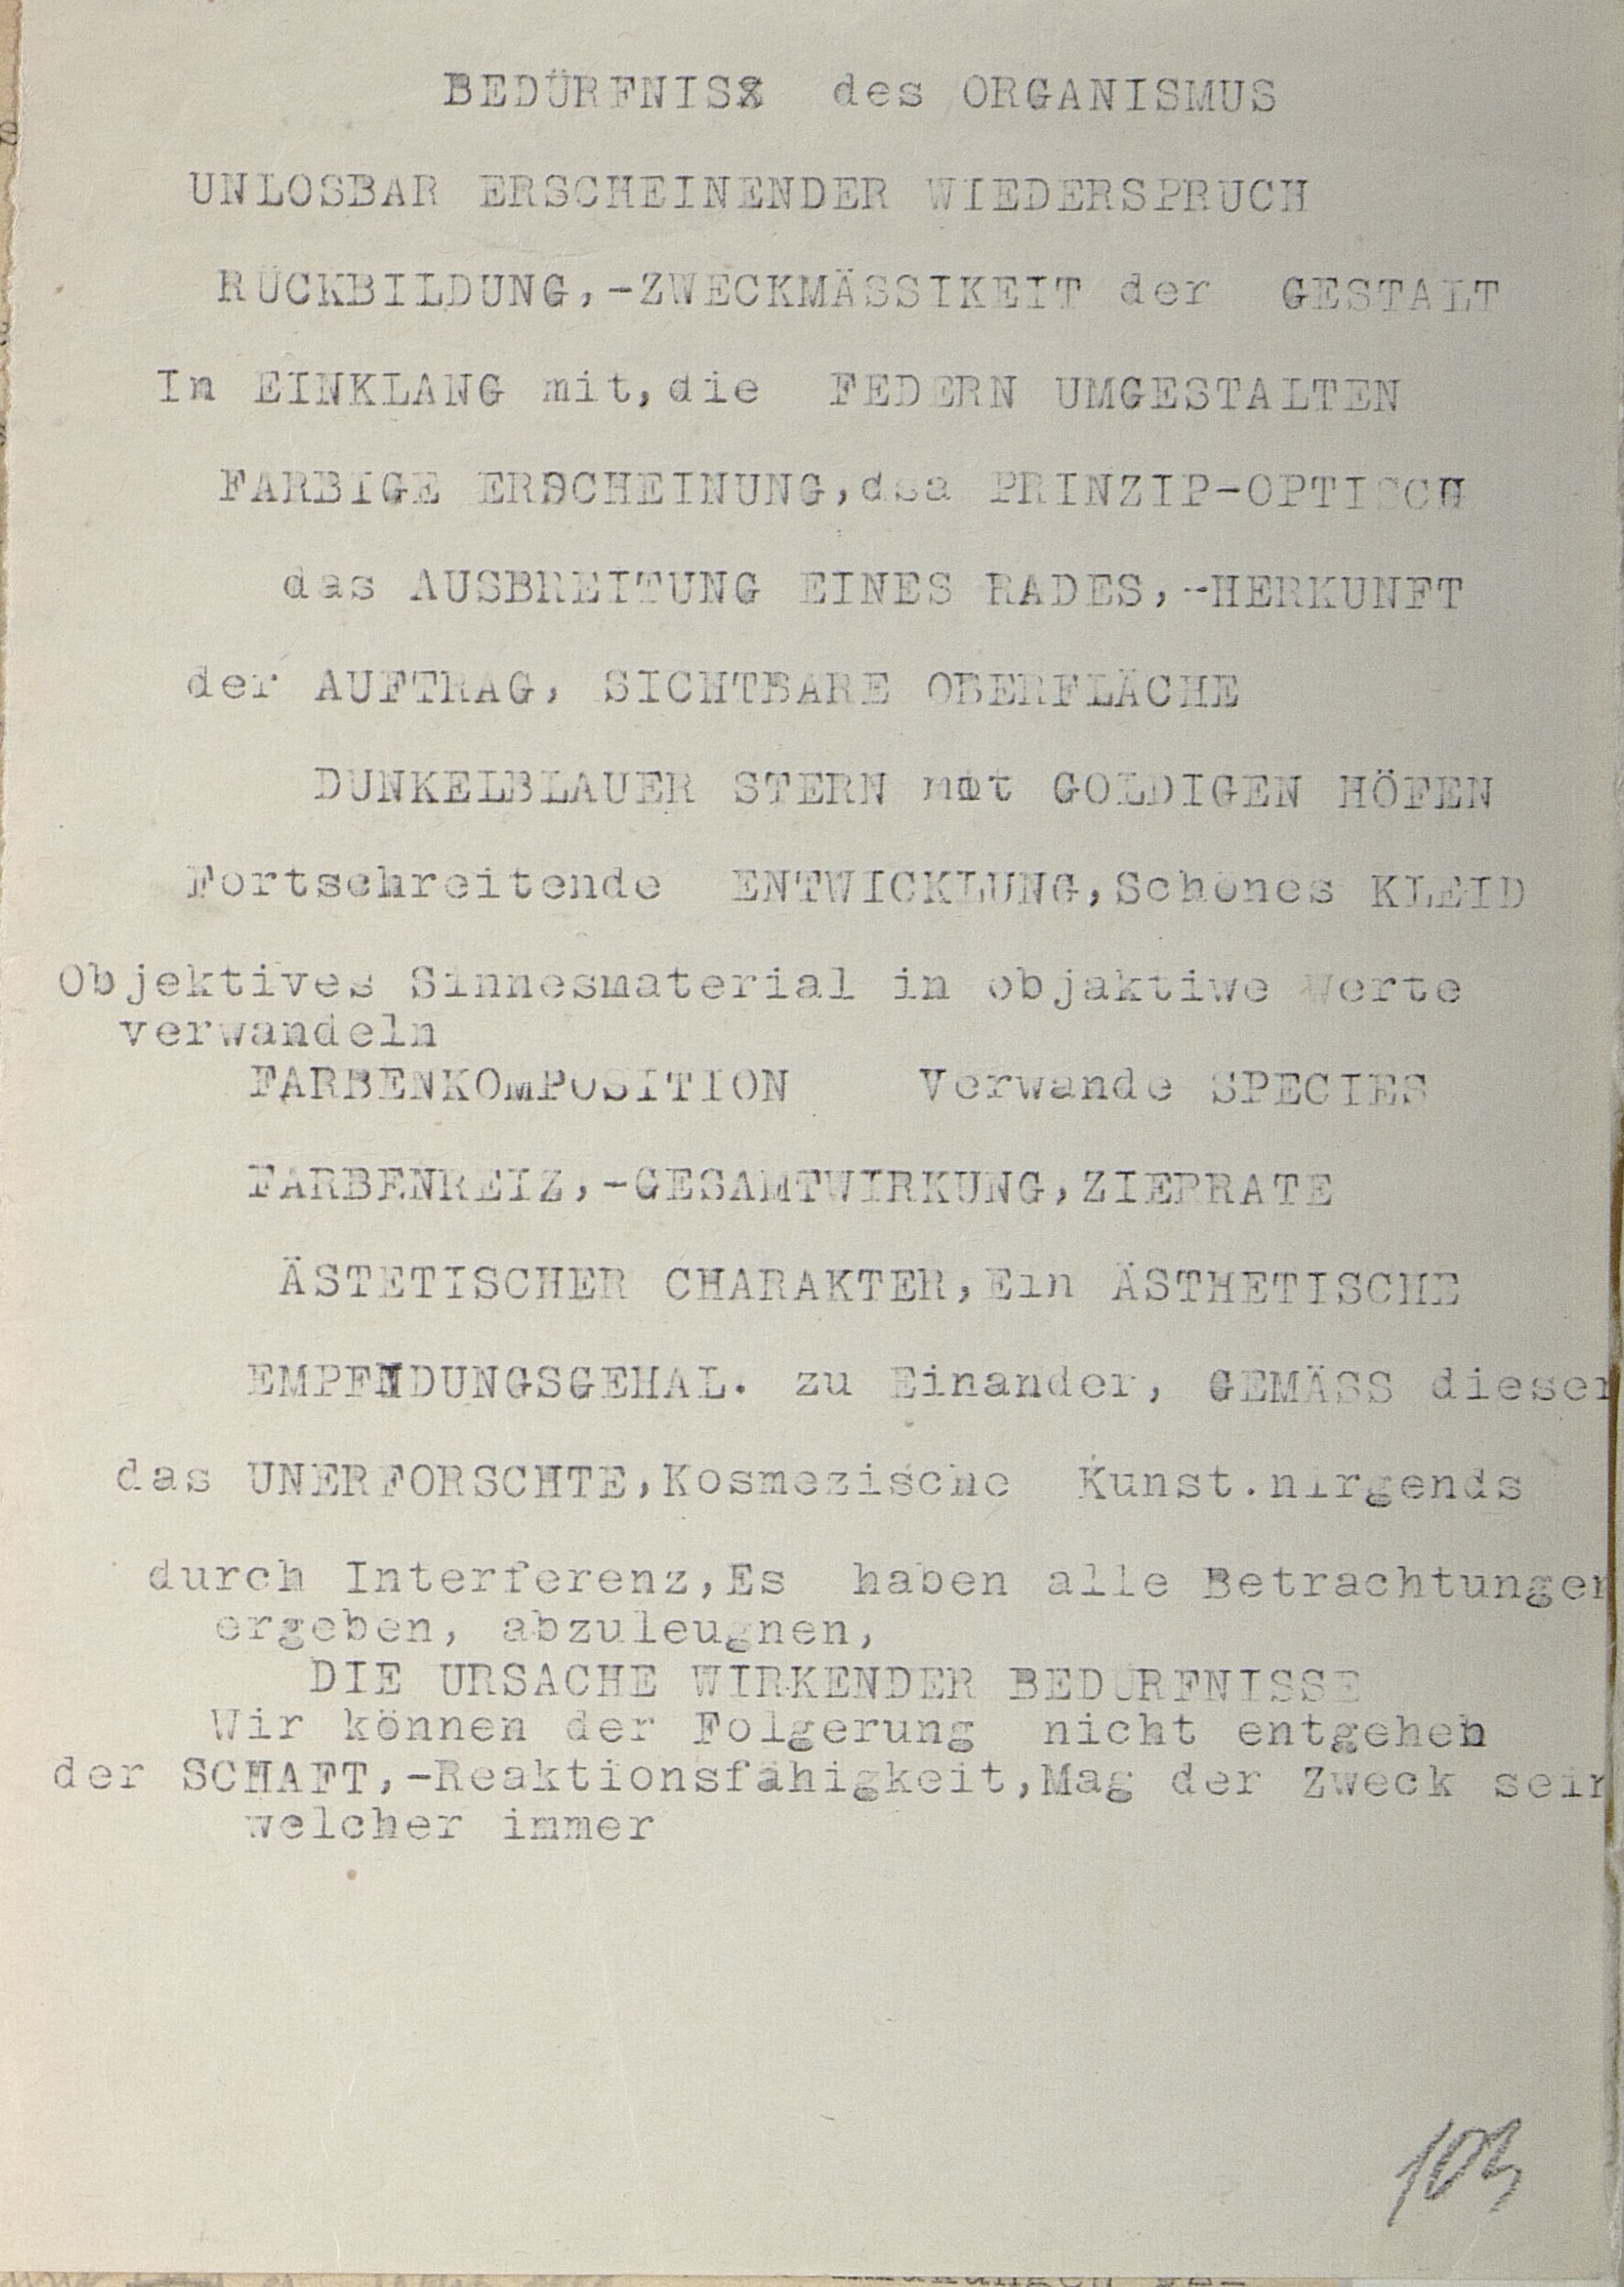 BEDÜRFNISS des ORGANISMUS
UNLOSBAR ERSCHEINENDER WIEDERSPRUCH
RÜCKBILDUNG,-ZWECKMÄSSIKEIT der GESTALT
In EINKLANG mit,die FEDERN UMGESTALTEN
FARBIGE ERSCHEINUNG,dsa PRINZIP-OPTISCH
das AUSBREITUNG EINES RADES,-HERKUNFT
der AUFTRAG, SICHTBARE OBERFLÄCHE
DUNKELBLAUER STERN mit GOLDIGEN HÖFEN
Fortschreitende ENTWICKLUNG,Schönes KLEID
Objektives Sinnesmaterial in objaktiwe Werte
verwandeln
FARBENKOmPOSITION Verwande SPECIES
FARBENREIZ,-GESAMTWIRKUNG,ZIEPRATE
ÄSTETISCHER CHARAKTER,Ein ÄSTHETISCHE
EMPFNDUNGSGEHAL. zu Einander, GEMÄSS dieser
das UNERFORSCHTE,Kosmezische Kunst.nirgends
durch Interferenz,Es haben alle Betrachtungen
ergeben, abzuleugnen,
DIE URSACHE WIRKENDER BEDÜRFNISSE
Wir können der Folgerung nicht entgehen
der SCHAFT,-Reaktionsfähigkeit,Mag der Zweck sein
welcher immer
103